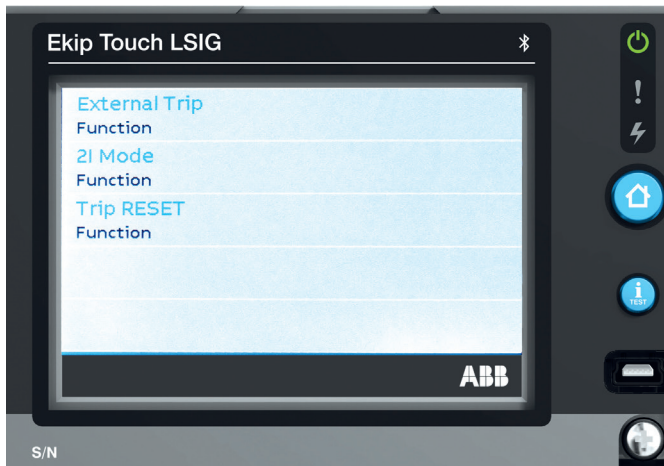 Ekip Touch LSIG
External Trip
Function
2I Mode
Function
Trip RESET
Function
ABB
i
TEST
S/N